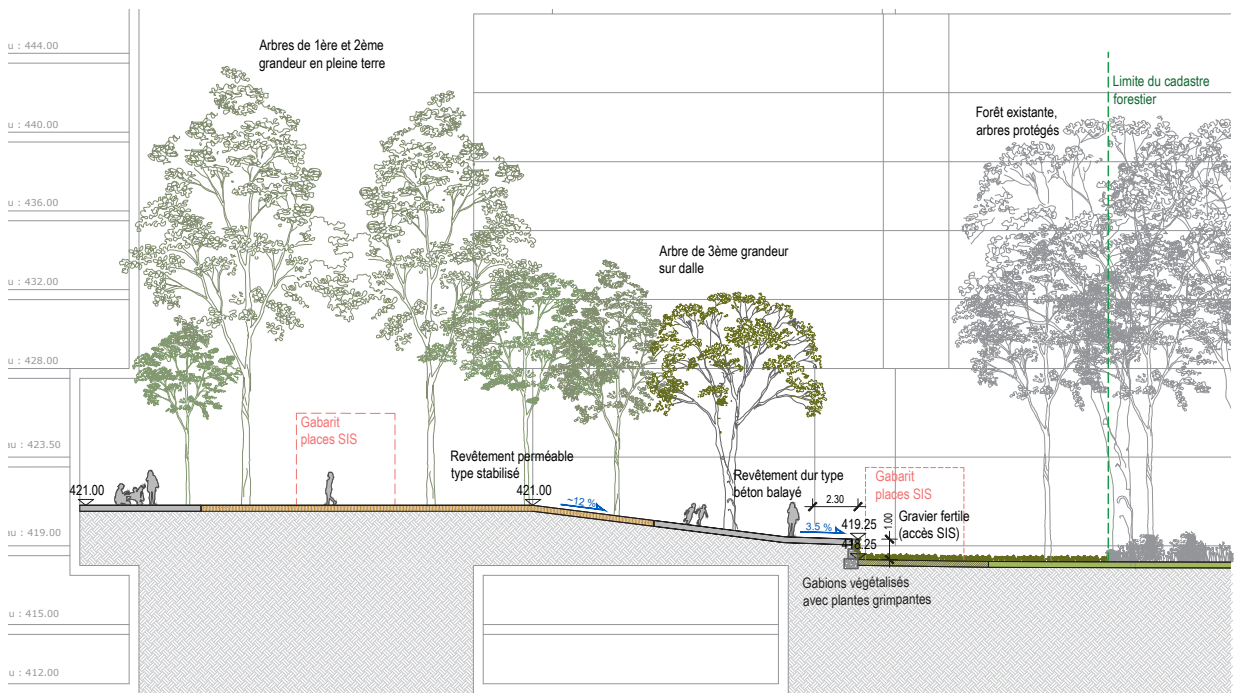 u : 444.00
u : 440.00
u : 436.00
u : 432.00
u : 428.00
au : 423.50
au : 419.00
u : 415.00
u : 412.00
Arbres de 1ère et 2ème
grandeur en pleine terre
Arbre de 3ème grandeur
sur dalle
Forêt existante,
arbres protégés
Limite du cadastre
forestier
Gabarit
places SIS
Revêtement perméable
type stabilisé
Revêtement dur type
béton balayé
Gabarit
places SIS
421.00
421.00
~12 %
3.5 %
2.30
419.25
418.25
1.00
Gravier fertile
(accès SIS)
Gabions végétalisés
avec plantes grimpantes